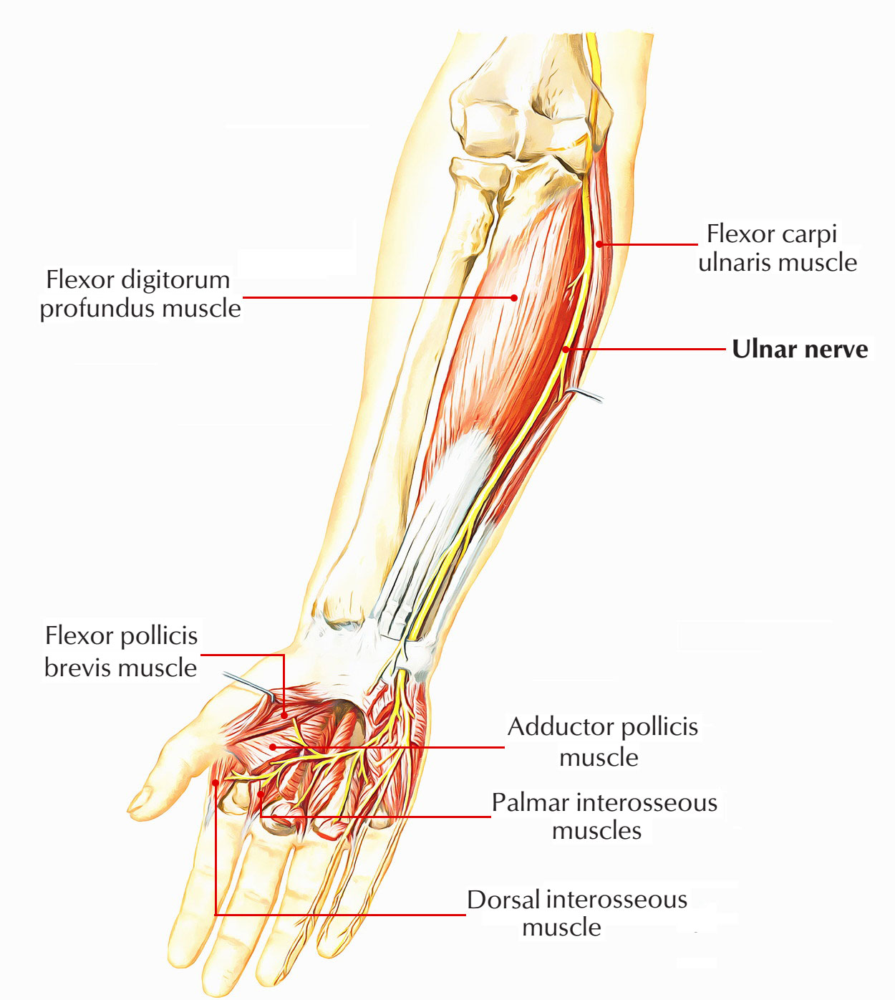 Flexor carpi
ulnaris muscle
Flexor digitorum
profundus muscle
Ulnar nerve
Flexor pollicis
brevis muscle
Adductor pollicis
muscle
Palmar interosseous
muscles
Dorsal interosseous
muscle